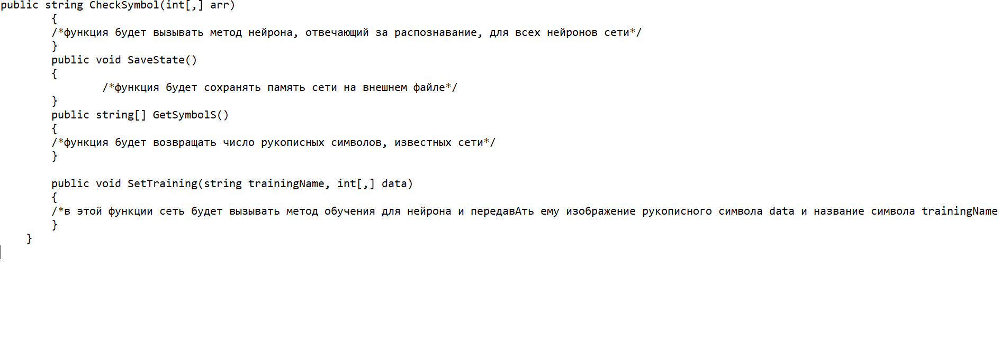 public string CheckSymbol(int[,] arr)
{
/*функция будет вызывать метод нейрона, отвечающий за распознавание, для всех нейронов сети*/
}
public void SaveState()
{
/*функция будет сохранять память сети на внешнем файле*/
}
public string[] GetSymbolS()
{
/*функция будет возвращать число рукописных символов, известных сети*/
}
public void SetTraining(string trainingName, int[,] data)
{
/*в этой функции сеть будет вызывать метод обучения для нейрона и передавАть ему изображение рукописного символа data и название символа trainingName
}
}